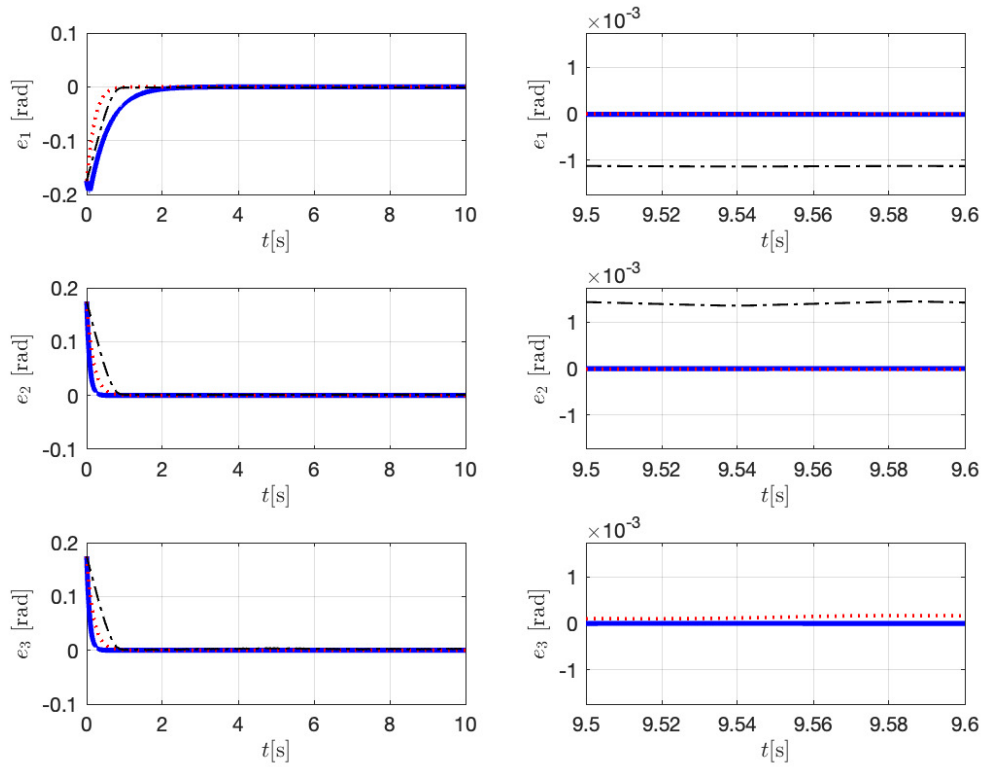 0.1
0
-0.1
-0.2
e₁ [rad]
0 2 4 6 8 10
t[s]
×10⁻³
1
0
-1
e₁ [rad]
9.5 9.52 9.54 9.56 9.58 9.6
t[s]
0.2
0.1
0
-0.1
e₂ [rad]
0 2 4 6 8 10
t[s]
×10⁻³
1
0
-1
e₂ [rad]
9.5 9.52 9.54 9.56 9.58 9.6
t[s]
0.2
0.1
0
-0.1
e₃ [rad]
0 2 4 6 8 10
t[s]
×10⁻³
1
0
-1
e₃ [rad]
9.5 9.52 9.54 9.56 9.58 9.6
t[s]